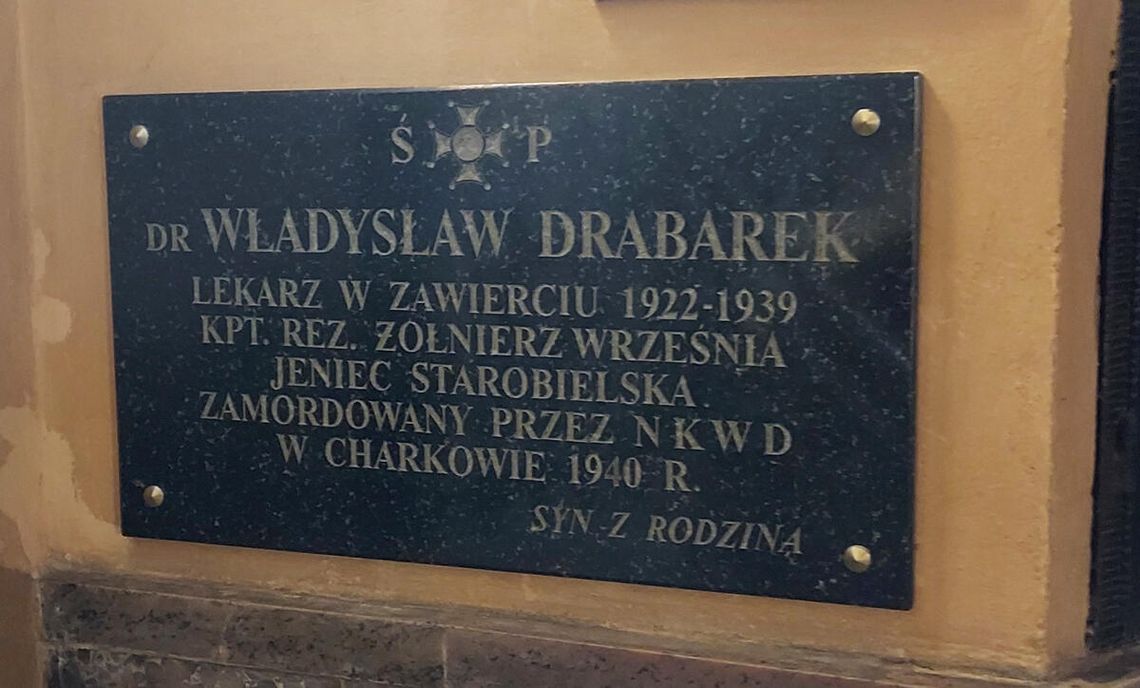 Ś P
DR WŁADYSŁAW DRABAREK
LEKARZ W ZAWIERCIU 1922-1939
KPT. REZ. ŻOŁNIERZ WRZEŚNIA
JENIEC STAROBIELSKA
ZAMORDOWANY PRZEZ N K W D
W CHARKOWIE 1940 R.
SYN Z RODZINĄ